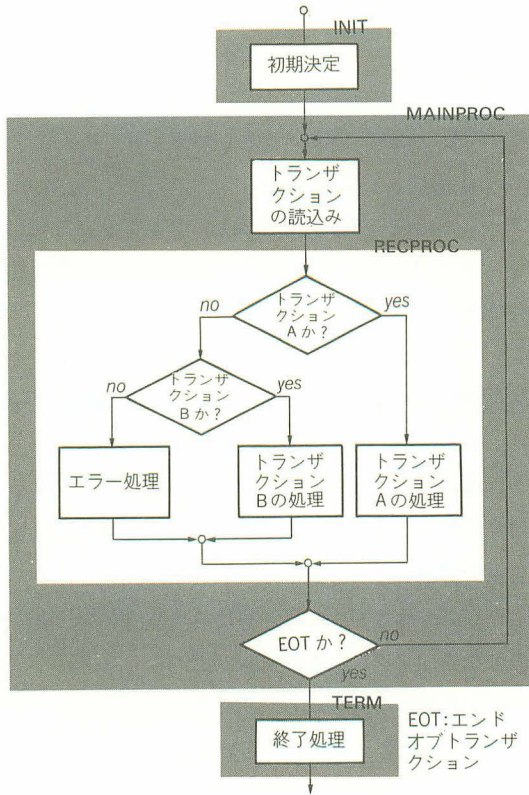 INIT
初期決定
MAINPROC
トランザ
クション
の読込み
RECPROC
トランザ
クション
Aか？
no
yes
トランザ
クション
Bか？
no
yes
エラー処理
トランザ
クション
Bの処理
トランザ
クション
Aの処理
EOTか？
no
yes
TERM
終了処理
EOT:エンド
オブトランザ
クション